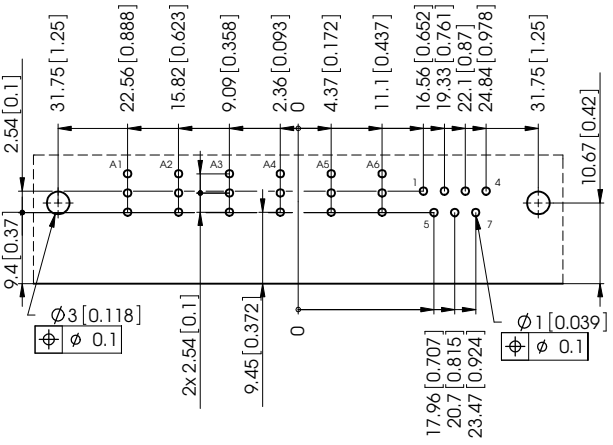 31.75 [1.25]
22.56 [0.888]
15.82 [0.623]
9.09 [0.358]
2.36 [0.093]
0
4.37 [0.172]
11.1 [0.437]
16.56 [0.652]
19.33 [0.761]
22.1 [0.87]
24.84 [0.978]
31.75 [1.25]
2.54 [0.1]
10.67 [0.42]
A1
A2
A3
A4
A5
A6
1
4
5
7
9.4 [0.37]
Ø3 [0.118]
⌖ Ø 0.1
2x 2.54 [0.1]
9.45 [0.372]
0
Ø1 [0.039]
⌖ Ø 0.1
17.96 [0.707]
20.7 [0.815]
23.47 [0.924]